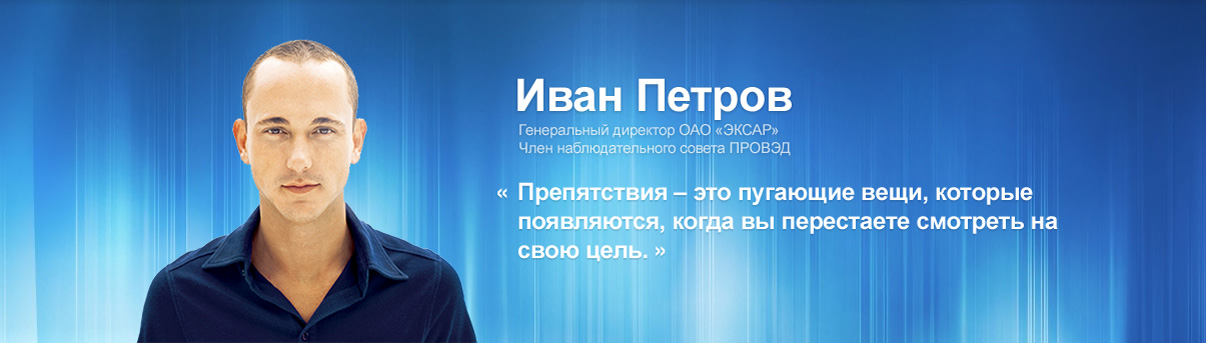 Иван Петров
Генеральный директор ОАО «ЭКСАР»
Член наблюдательного совета ПРОВЭД
« Препятствия – это пугающие вещи, которые
появляются, когда вы перестаете смотреть на
свою цель. »